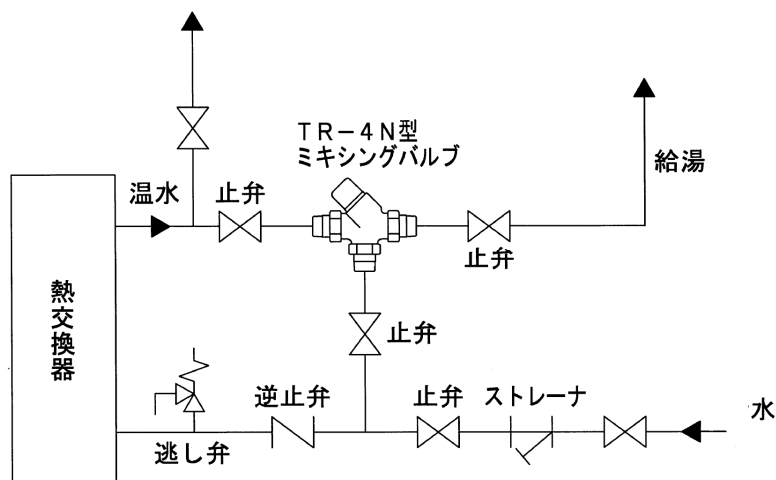 TR-4N型
ミキシングバルブ
給湯
温水
止弁
止弁
熱交換器
止弁
逆止弁
止弁
ストレーナ
水
逃し弁